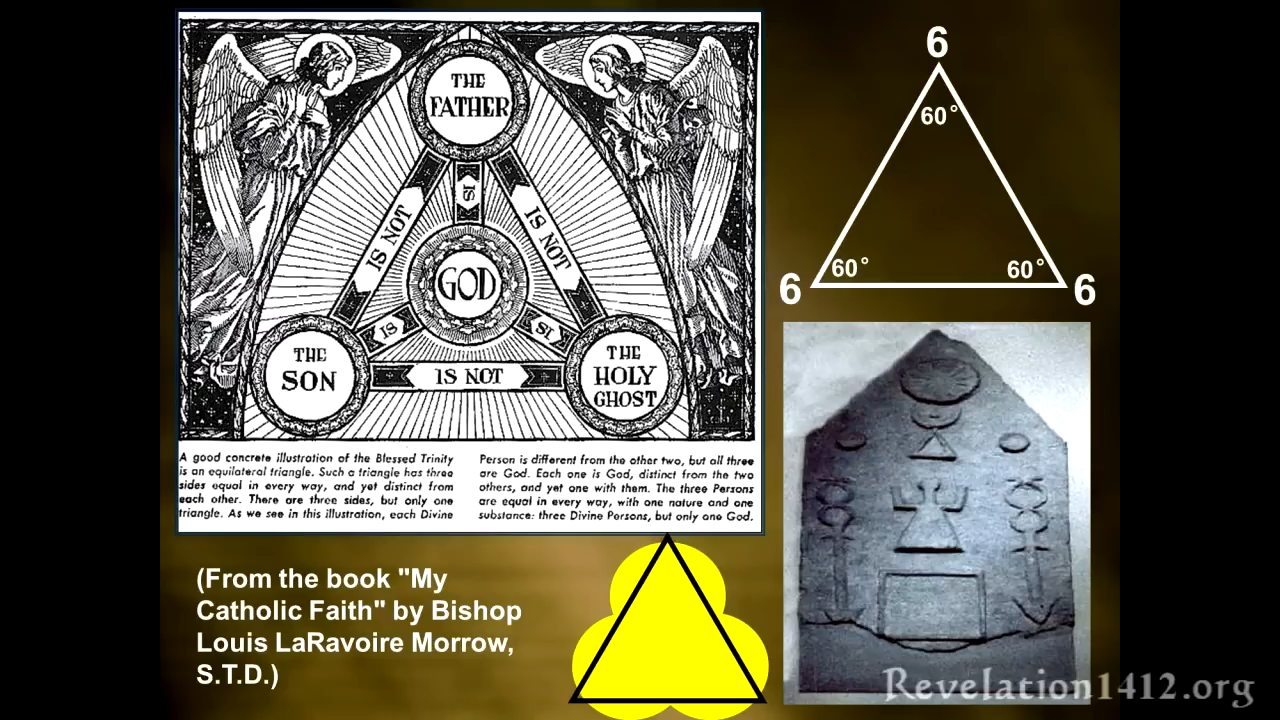 THE
FATHER
IS
IS NOT
IS NOT
GOD
IS
IS
THE
SON
IS NOT
THE
HOLY
GHOST
A good concrete illustration of the Blessed Trinity
is an equilateral triangle. Such a triangle has three
sides equal in every way, and yet distinct from
each other. There are three sides, but only one
triangle. As we see in this illustration, each Divine
Person is different from the other two, but all three
are God. Each one is God, distinct from the two
others, and yet one with them. The three Persons
are equal in every way, with one nature and one
substance: three Divine Persons, but only one God.
(From the book "My
Catholic Faith" by Bishop
Louis LaRavoire Morrow,
S.T.D.)
6
60°
6 60° 60° 6
Revelation1412.org